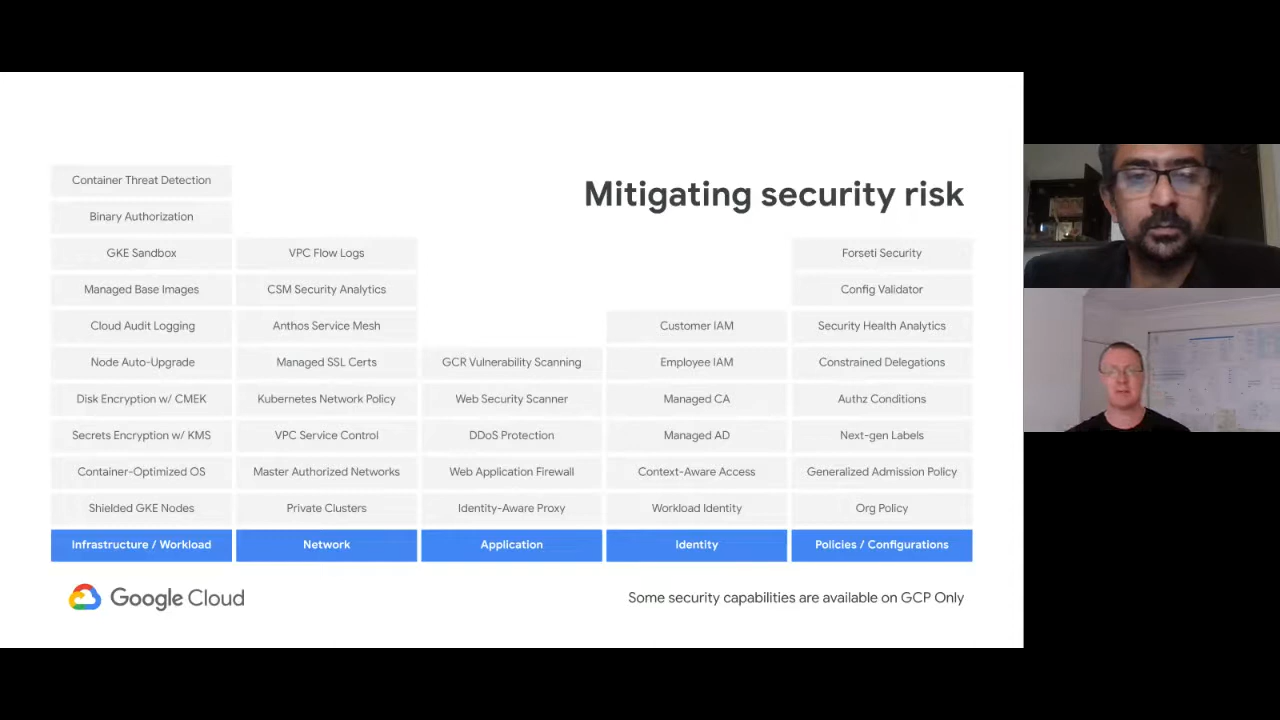 Mitigating security risk
Container Threat Detection
Binary Authorization
GKE Sandbox
Managed Base Images
Cloud Audit Logging
Node Auto-Upgrade
Disk Encryption w/ CMEK
Secrets Encryption w/ KMS
Container-Optimized OS
Shielded GKE Nodes
Infrastructure / Workload
VPC Flow Logs
CSM Security Analytics
Anthos Service Mesh
Managed SSL Certs
Kubernetes Network Policy
VPC Service Control
Master Authorized Networks
Private Clusters
Network
GCR Vulnerability Scanning
Web Security Scanner
DDoS Protection
Web Application Firewall
Identity-Aware Proxy
Application
Customer IAM
Employee IAM
Managed CA
Managed AD
Context-Aware Access
Workload Identity
Identity
Forseti Security
Config Validator
Security Health Analytics
Constrained Delegations
Authz Conditions
Next-gen Labels
Generalized Admission Policy
Org Policy
Policies / Configurations
Google Cloud
Some security capabilities are available on GCP Only